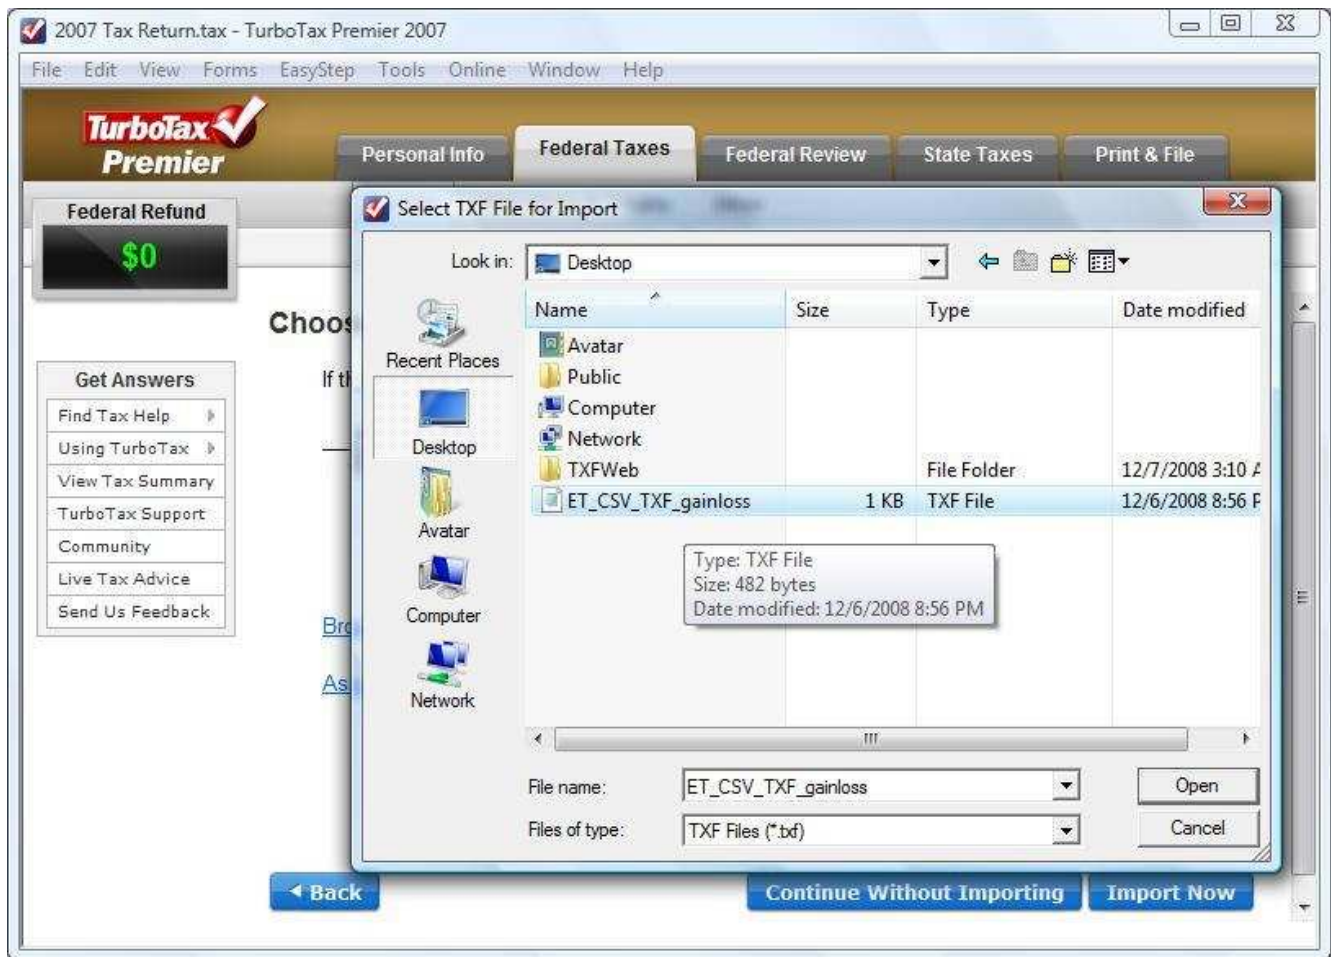 2007 Tax Return.tax - TurboTax Premier 2007
File Edit View Forms EasyStep Tools Online Window Help
TurboTax
Premier
Personal Info Federal Taxes Federal Review State Taxes Print & File
Federal Refund
$0
Select TXF File for Import
Look in: Desktop
Name Size Type Date modified
Avatar
Public
Computer
Network
TXFWeb File Folder 12/7/2008 3:10 A
ET_CSV_TXF_gainloss 1 KB TXF File 12/6/2008 8:56 P
Type: TXF File
Size: 482 bytes
Date modified: 12/6/2008 8:56 PM
Recent Places
Desktop
Avatar
Computer
Network
File name: ET_CSV_TXF_gainloss Open
Files of type: TXF Files (*.txf) Cancel
Choos
If th
Get Answers
Find Tax Help
Using TurboTax
View Tax Summary
TurboTax Support
Community
Live Tax Advice
Send Us Feedback
Bro
As
Back Continue Without Importing Import Now